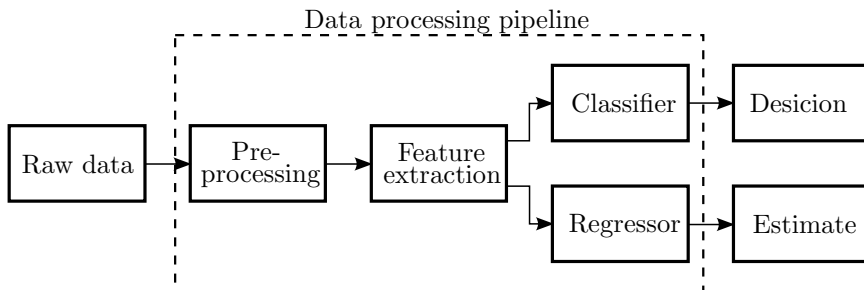 Data processing pipeline
Raw data
Pre-
processing
Feature
extraction
Classifier
Desicion
Regressor
Estimate